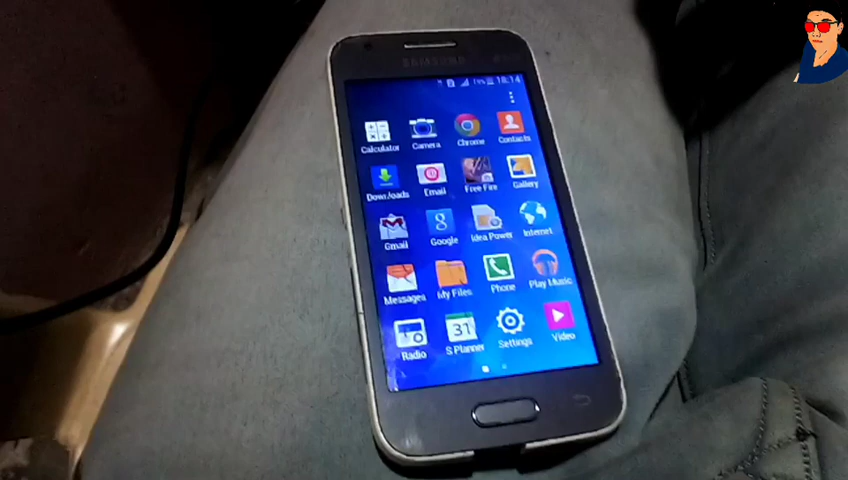 SAMSUNG
18:14
Calculator
Camera
Chrome
Contacts
Downloads
Email
Free Fire
Gallery
Gmail
Google
Idea Power
Internet
Messages
My Files
Phone
Play Music
31
Radio
S Planner
Settings
Video